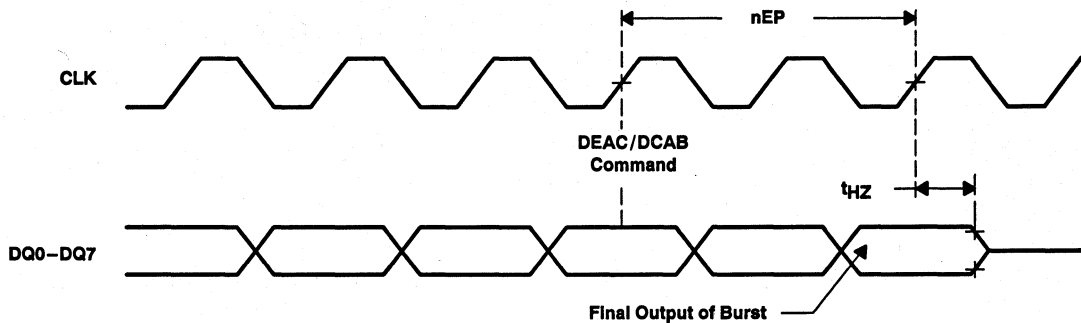 nEP
CLK
DEAC/DCAB
Command
tHZ
DQ0–DQ7
Final Output of Burst